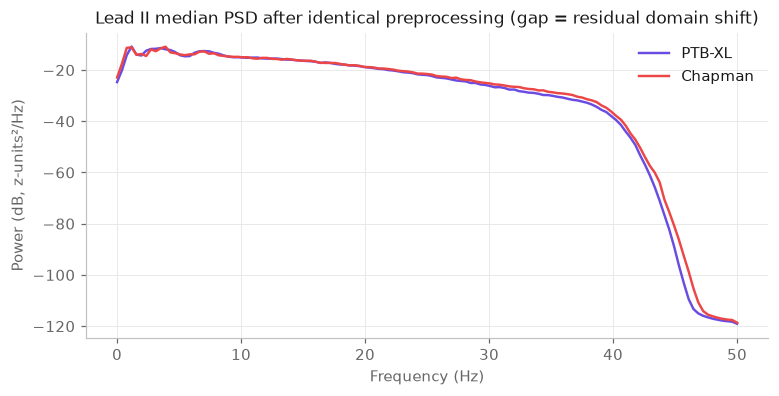 Lead II median PSD after identical preprocessing (gap = residual domain shift)
PTB-XL
Chapman
Power (dB, z-units²/Hz)
−20
−40
−60
−80
−100
−120
0 10 20 30 40 50
Frequency (Hz)